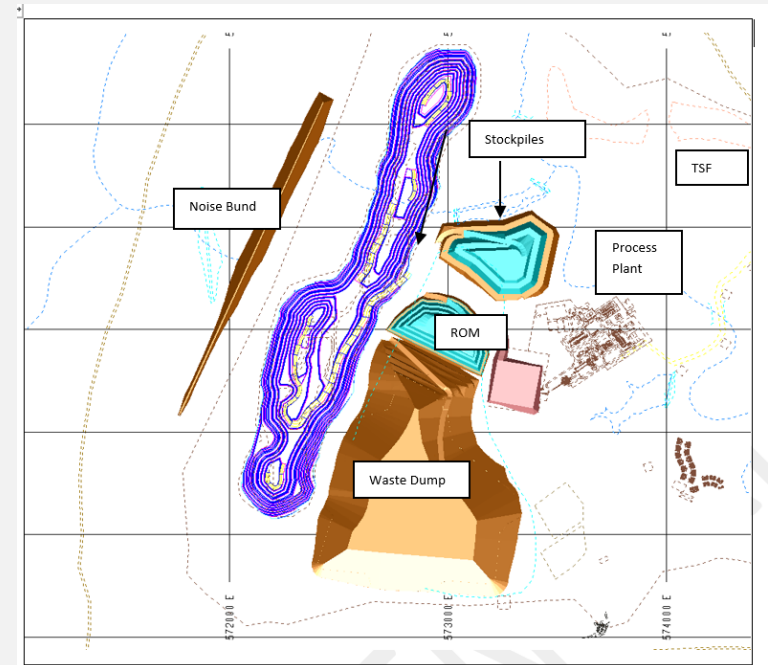 Stockpiles
TSF
Noise Bund
Process
Plant
ROM
Waste Dump
572000 E
573000 E
574000 E